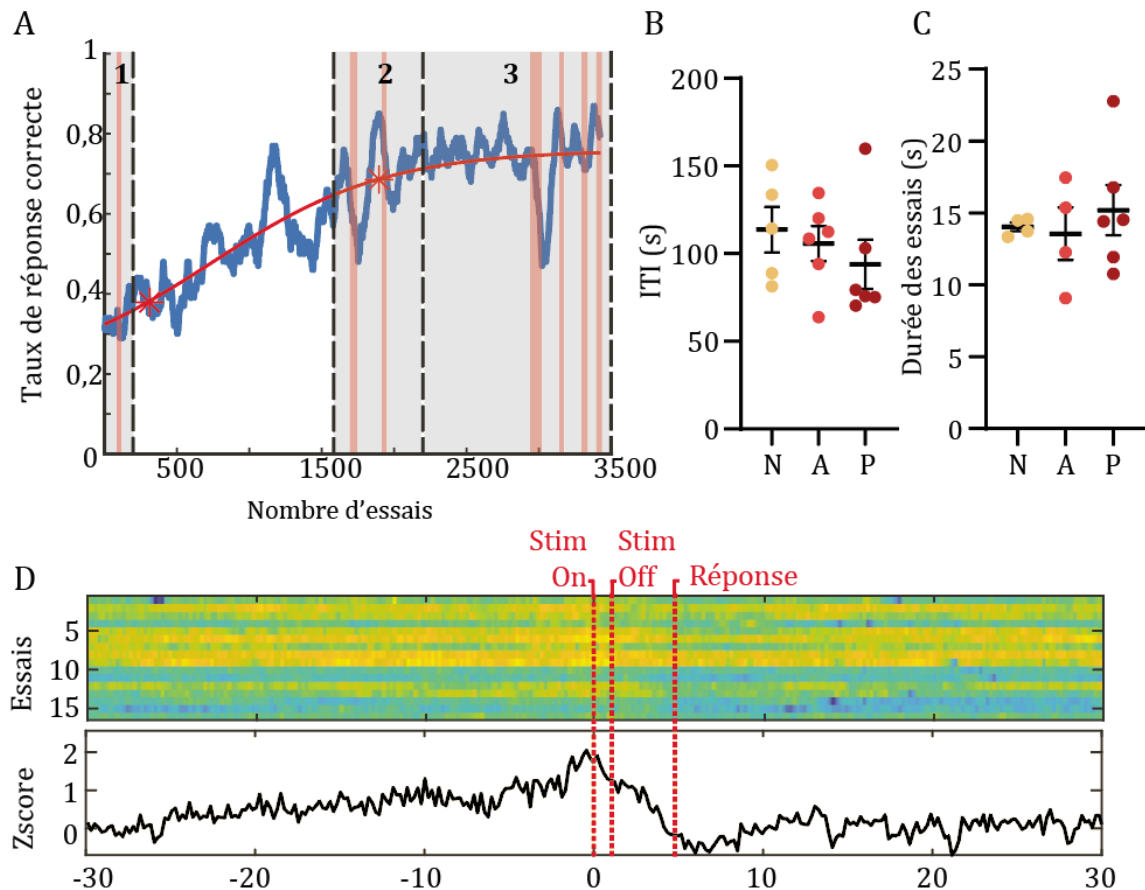 A
Taux de réponse correcte
1
0,8
0,6
0,4
0,2
0
1
2
3
500
1500
2500
3500
Nombre d'essais
B
ITI (s)
200
150
100
50
0
N A P
C
Durée des essais (s)
25
20
15
10
5
0
N A P
D
Stim Stim
On Off Réponse
Essais
5
10
15
Zscore
2
1
0
-30 -20 -10 0 10 20 30